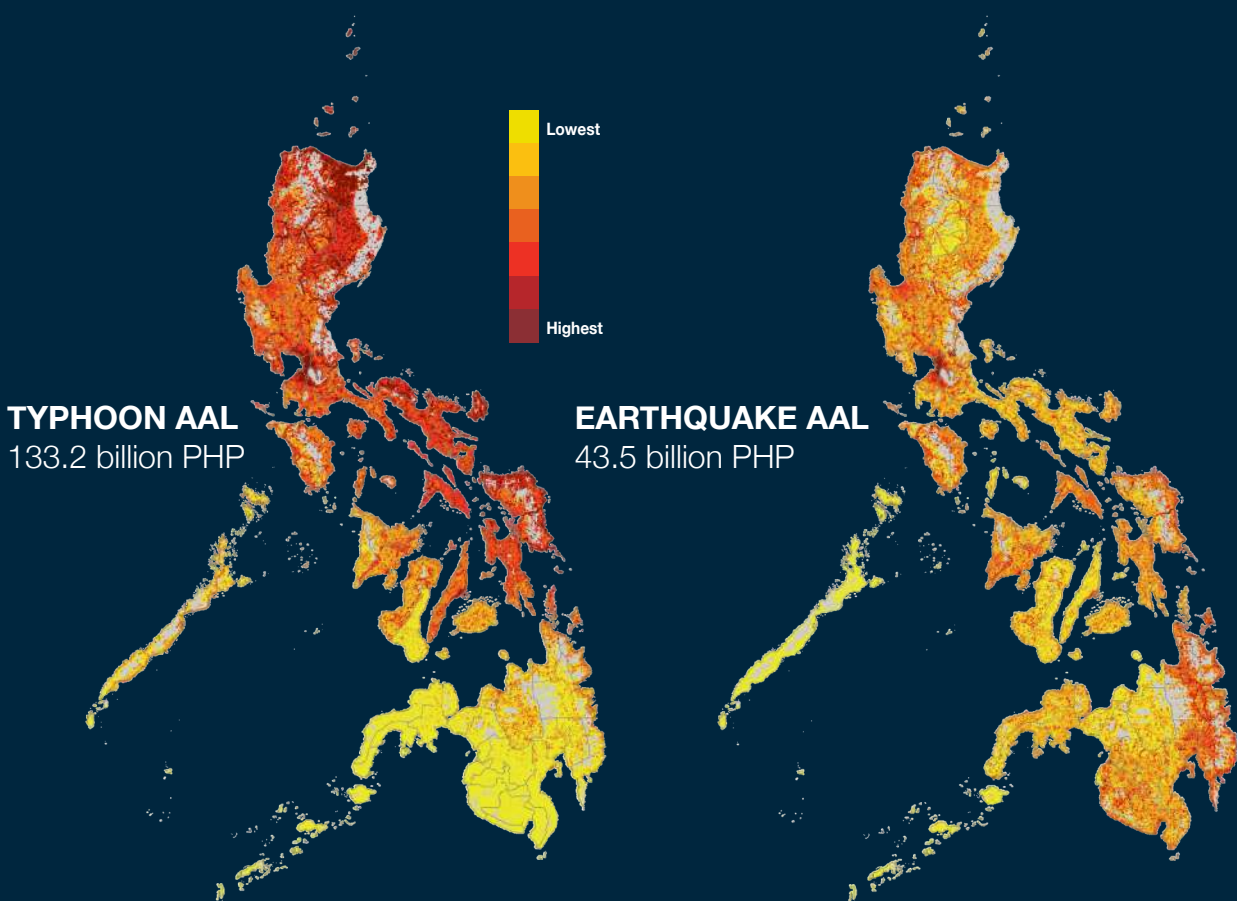 Lowest
Highest
TYPHOON AAL
133.2 billion PHP
EARTHQUAKE AAL
43.5 billion PHP